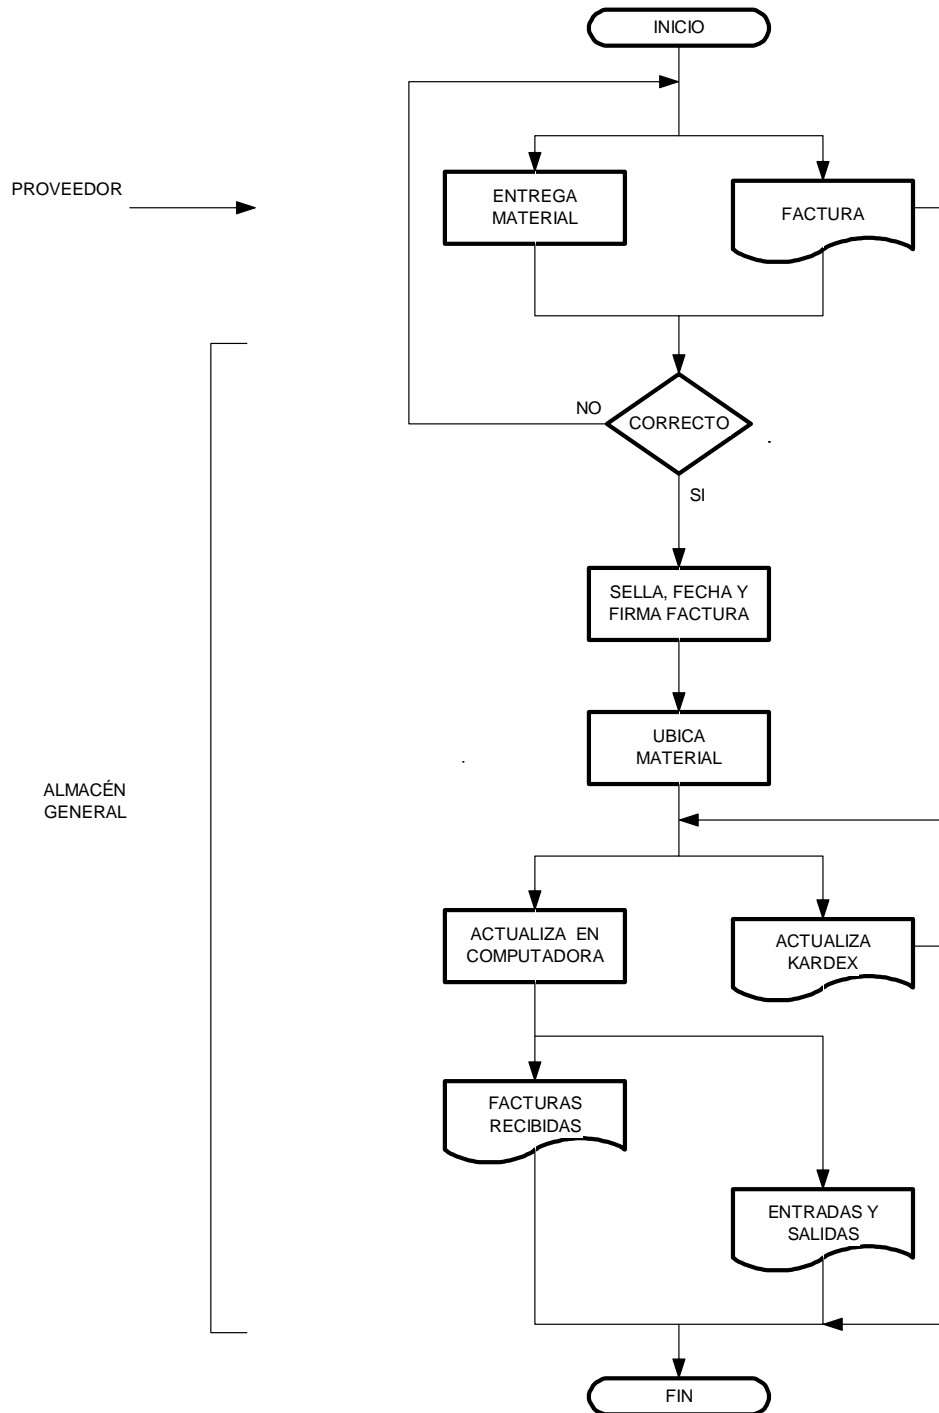 INICIO
PROVEEDOR
ENTREGA
MATERIAL
FACTURA
NO
CORRECTO
SI
SELLA, FECHA Y
FIRMA FACTURA
UBICA
MATERIAL
ALMACÉN
GENERAL
ACTUALIZA EN
COMPUTADORA
ACTUALIZA
KARDEX
FACTURAS
RECIBIDAS
ENTRADAS Y
SALIDAS
FIN